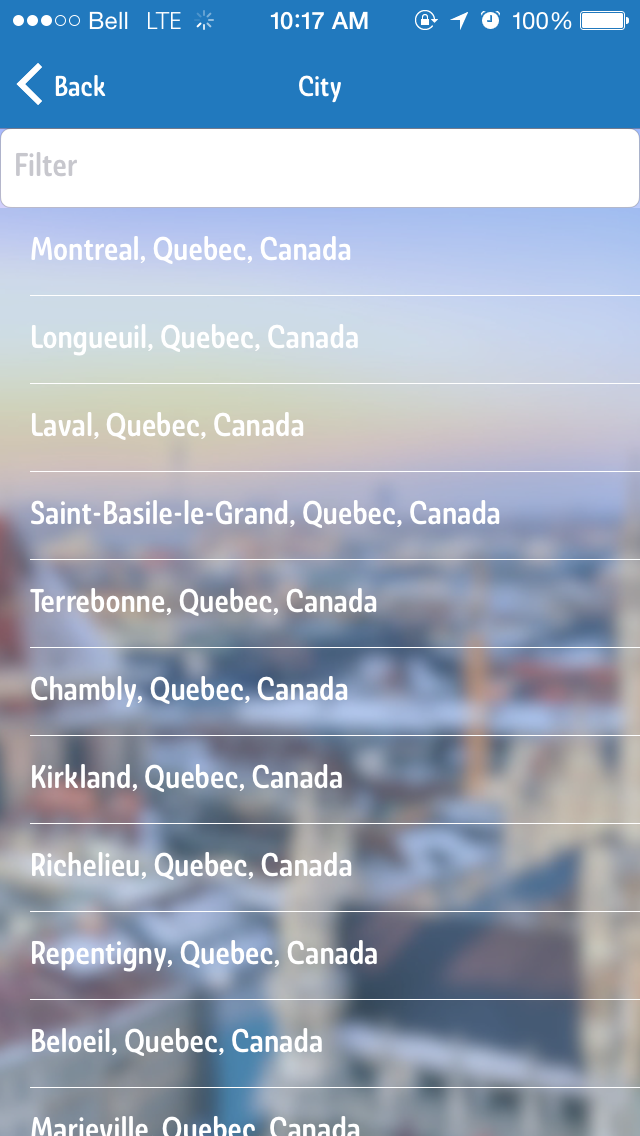 Bell LTE 10:17 AM 100%
Back City
Filter
Montreal, Quebec, Canada
Longueuil, Quebec, Canada
Laval, Quebec, Canada
Saint-Basile-le-Grand, Quebec, Canada
Terrebonne, Quebec, Canada
Chambly, Quebec, Canada
Kirkland, Quebec, Canada
Richelieu, Quebec, Canada
Repentigny, Quebec, Canada
Beloeil, Quebec, Canada
Marieville, Quebec, Canada